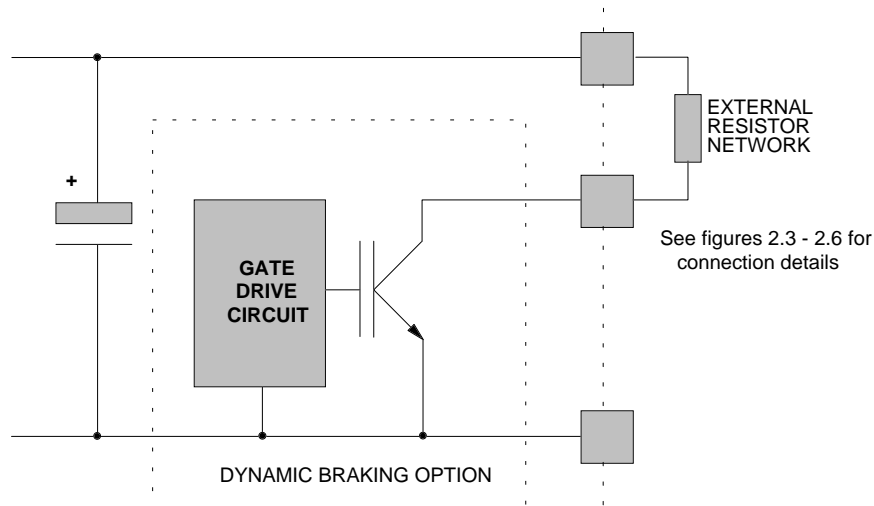 EXTERNAL
RESISTOR
NETWORK
+
See figures 2.3 - 2.6 for
connection details
GATE
DRIVE
CIRCUIT
DYNAMIC BRAKING OPTION